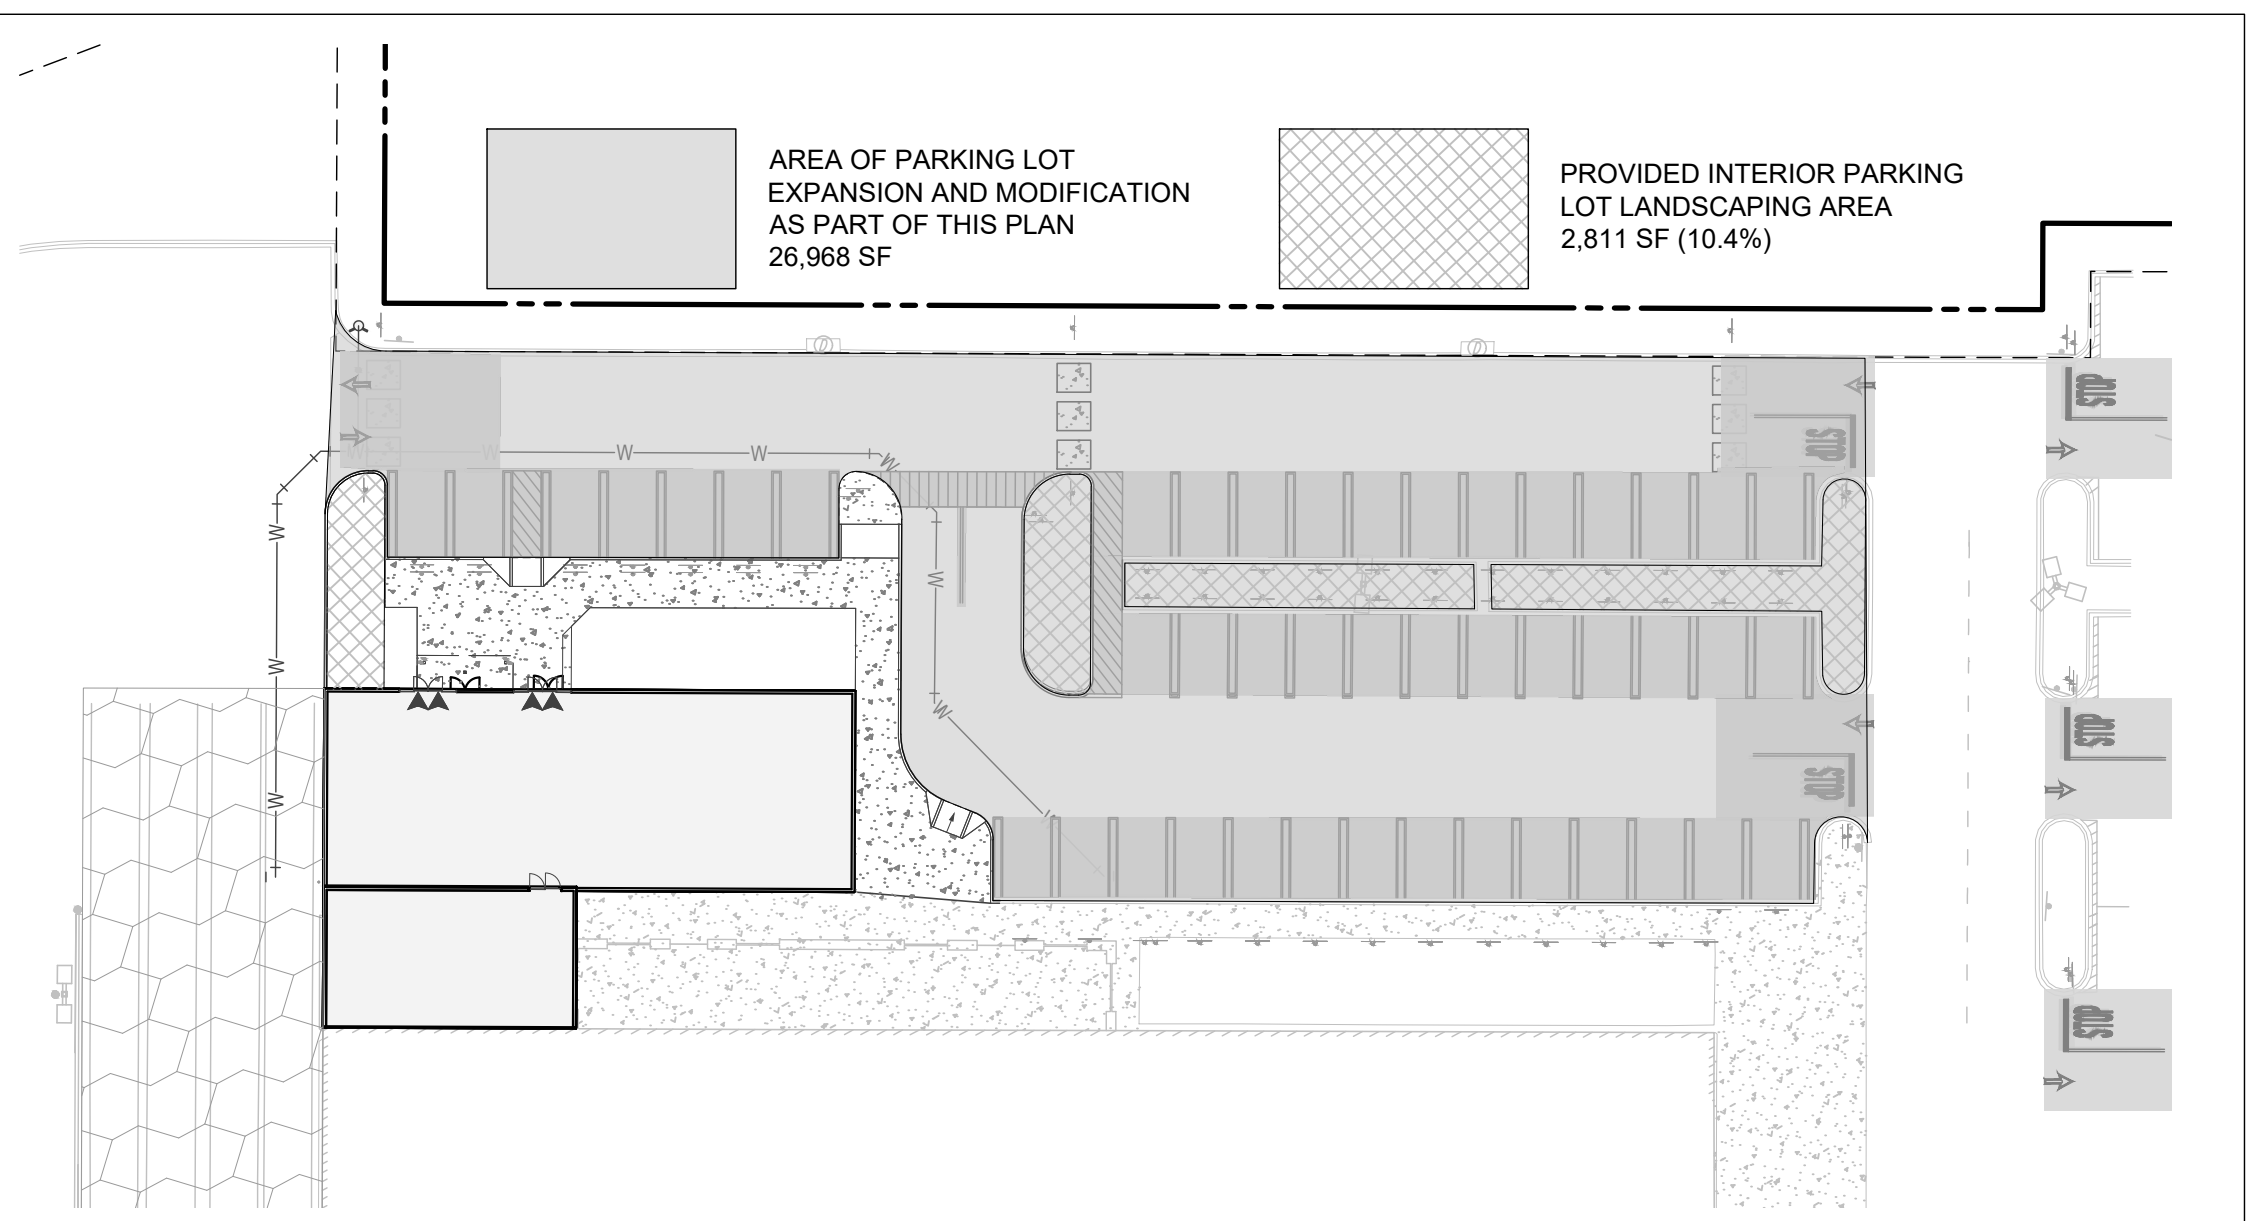 AREA OF PARKING LOT
EXPANSION AND MODIFICATION
AS PART OF THIS PLAN
26,968 SF
PROVIDED INTERIOR PARKING
LOT LANDSCAPING AREA
2,811 SF (10.4%)
STOP
STOP
W
W
W
W
W
W
W
W
STOP
STOP
W
W
STOP